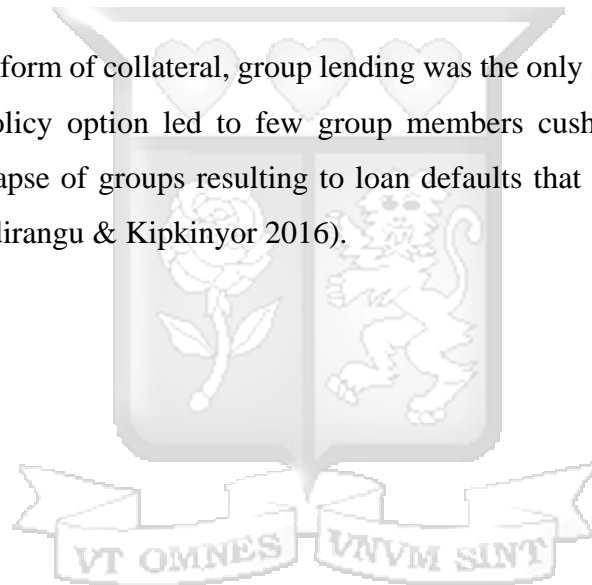 form of collateral, group lending was the only
olicy option led to few group members cush
apse of groups resulting to loan defaults that
dirangu & Kipkinyor 2016).
VT OMNES VNVM SINT